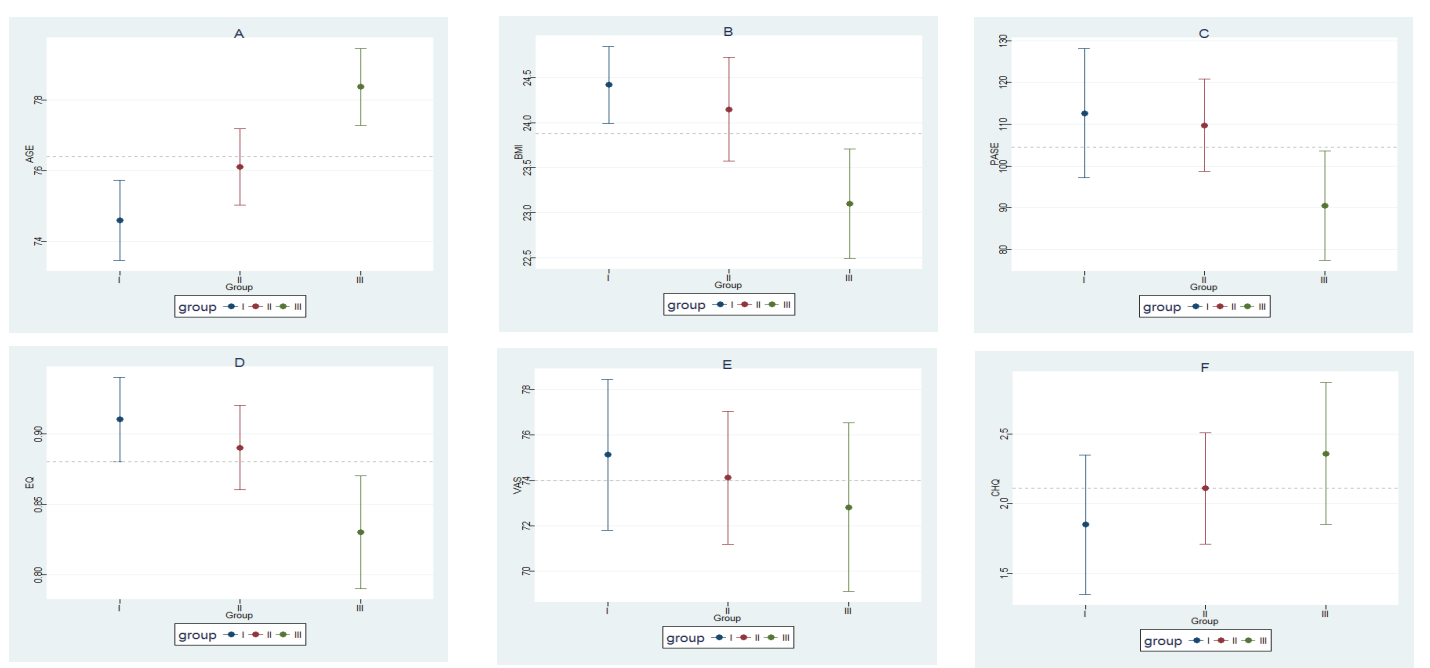 A
AGE
78
76
74
I II III
Group
group I II III
B
BMI
24.5
24.0
23.5
23.0
22.5
I II III
Group
group I II III
C
PASE
130
120
110
100
90
80
I II III
Group
group I II III
D
EQ
0.90
0.85
0.80
I II III
Group
group I II III
E
VAS
78
76
74
72
70
I II III
Group
group I II III
F
CHQ
2.5
2.0
1.5
I II III
Group
group I II III